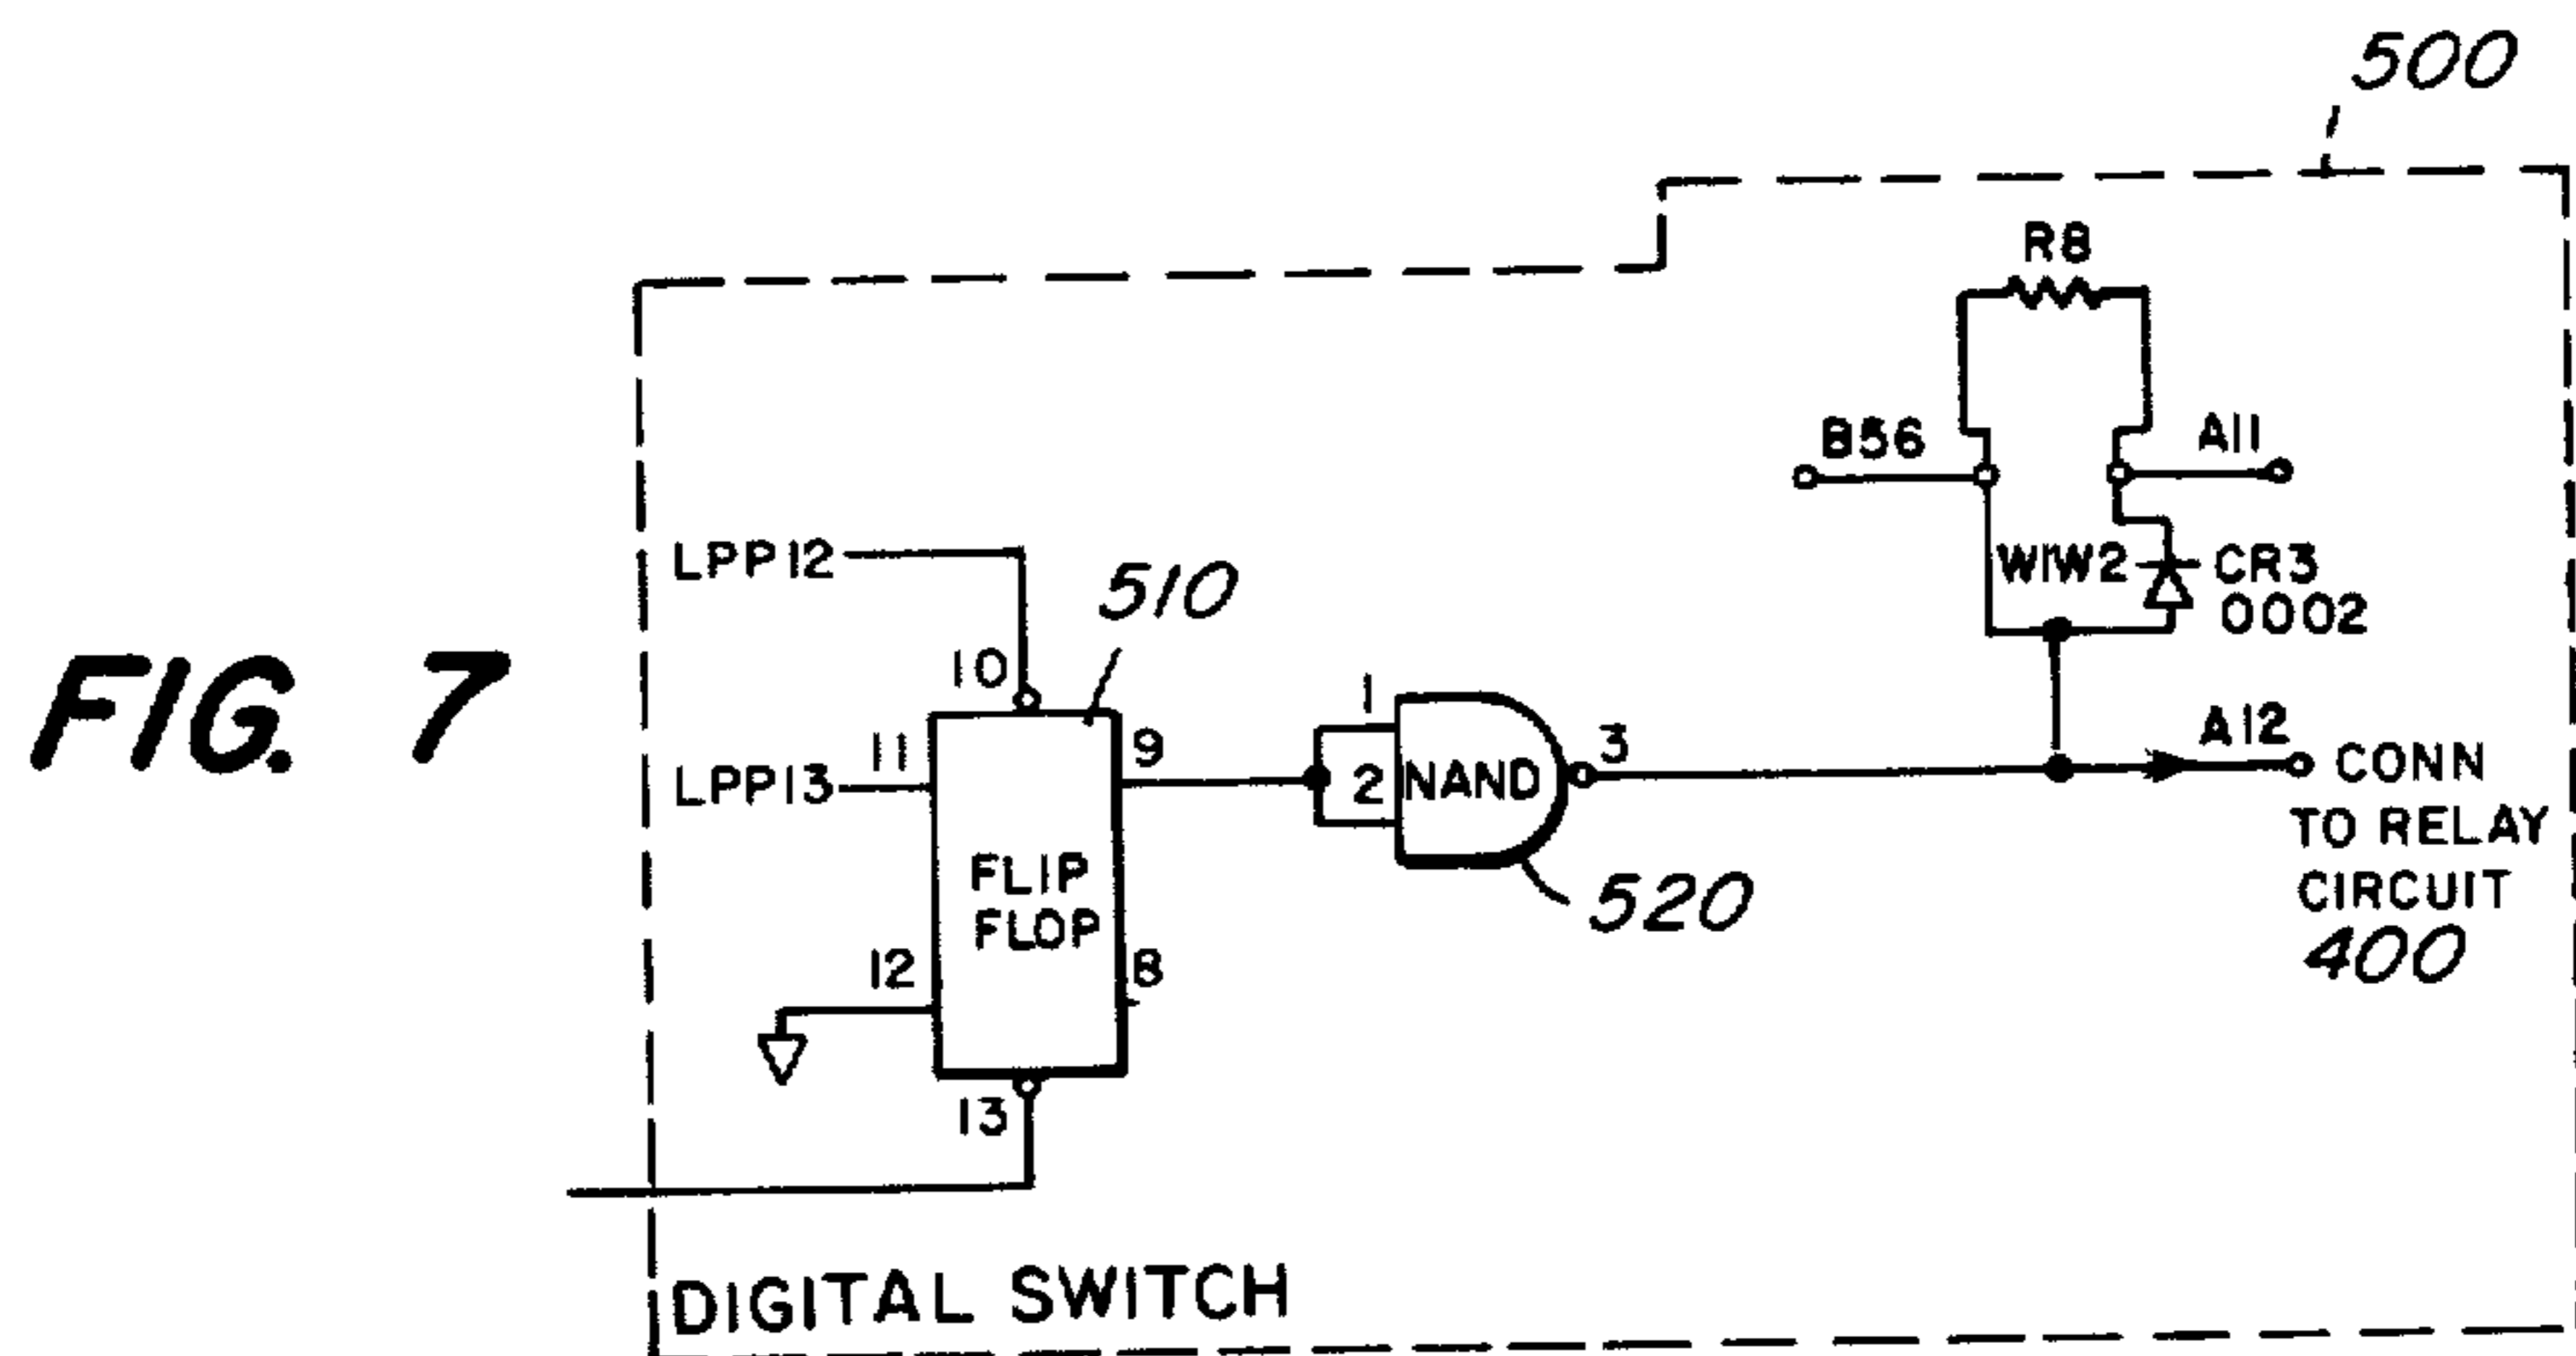 500
R8
B56
A11
LPP12
510
W1W2
CR3
0002
10
FIG. 7
1
A12
11
9
3
LPP13
2
NAND
CONN
TO RELAY
CIRCUIT
400
FLIP
FLOP
520
12
8
13
DIGITAL SWITCH